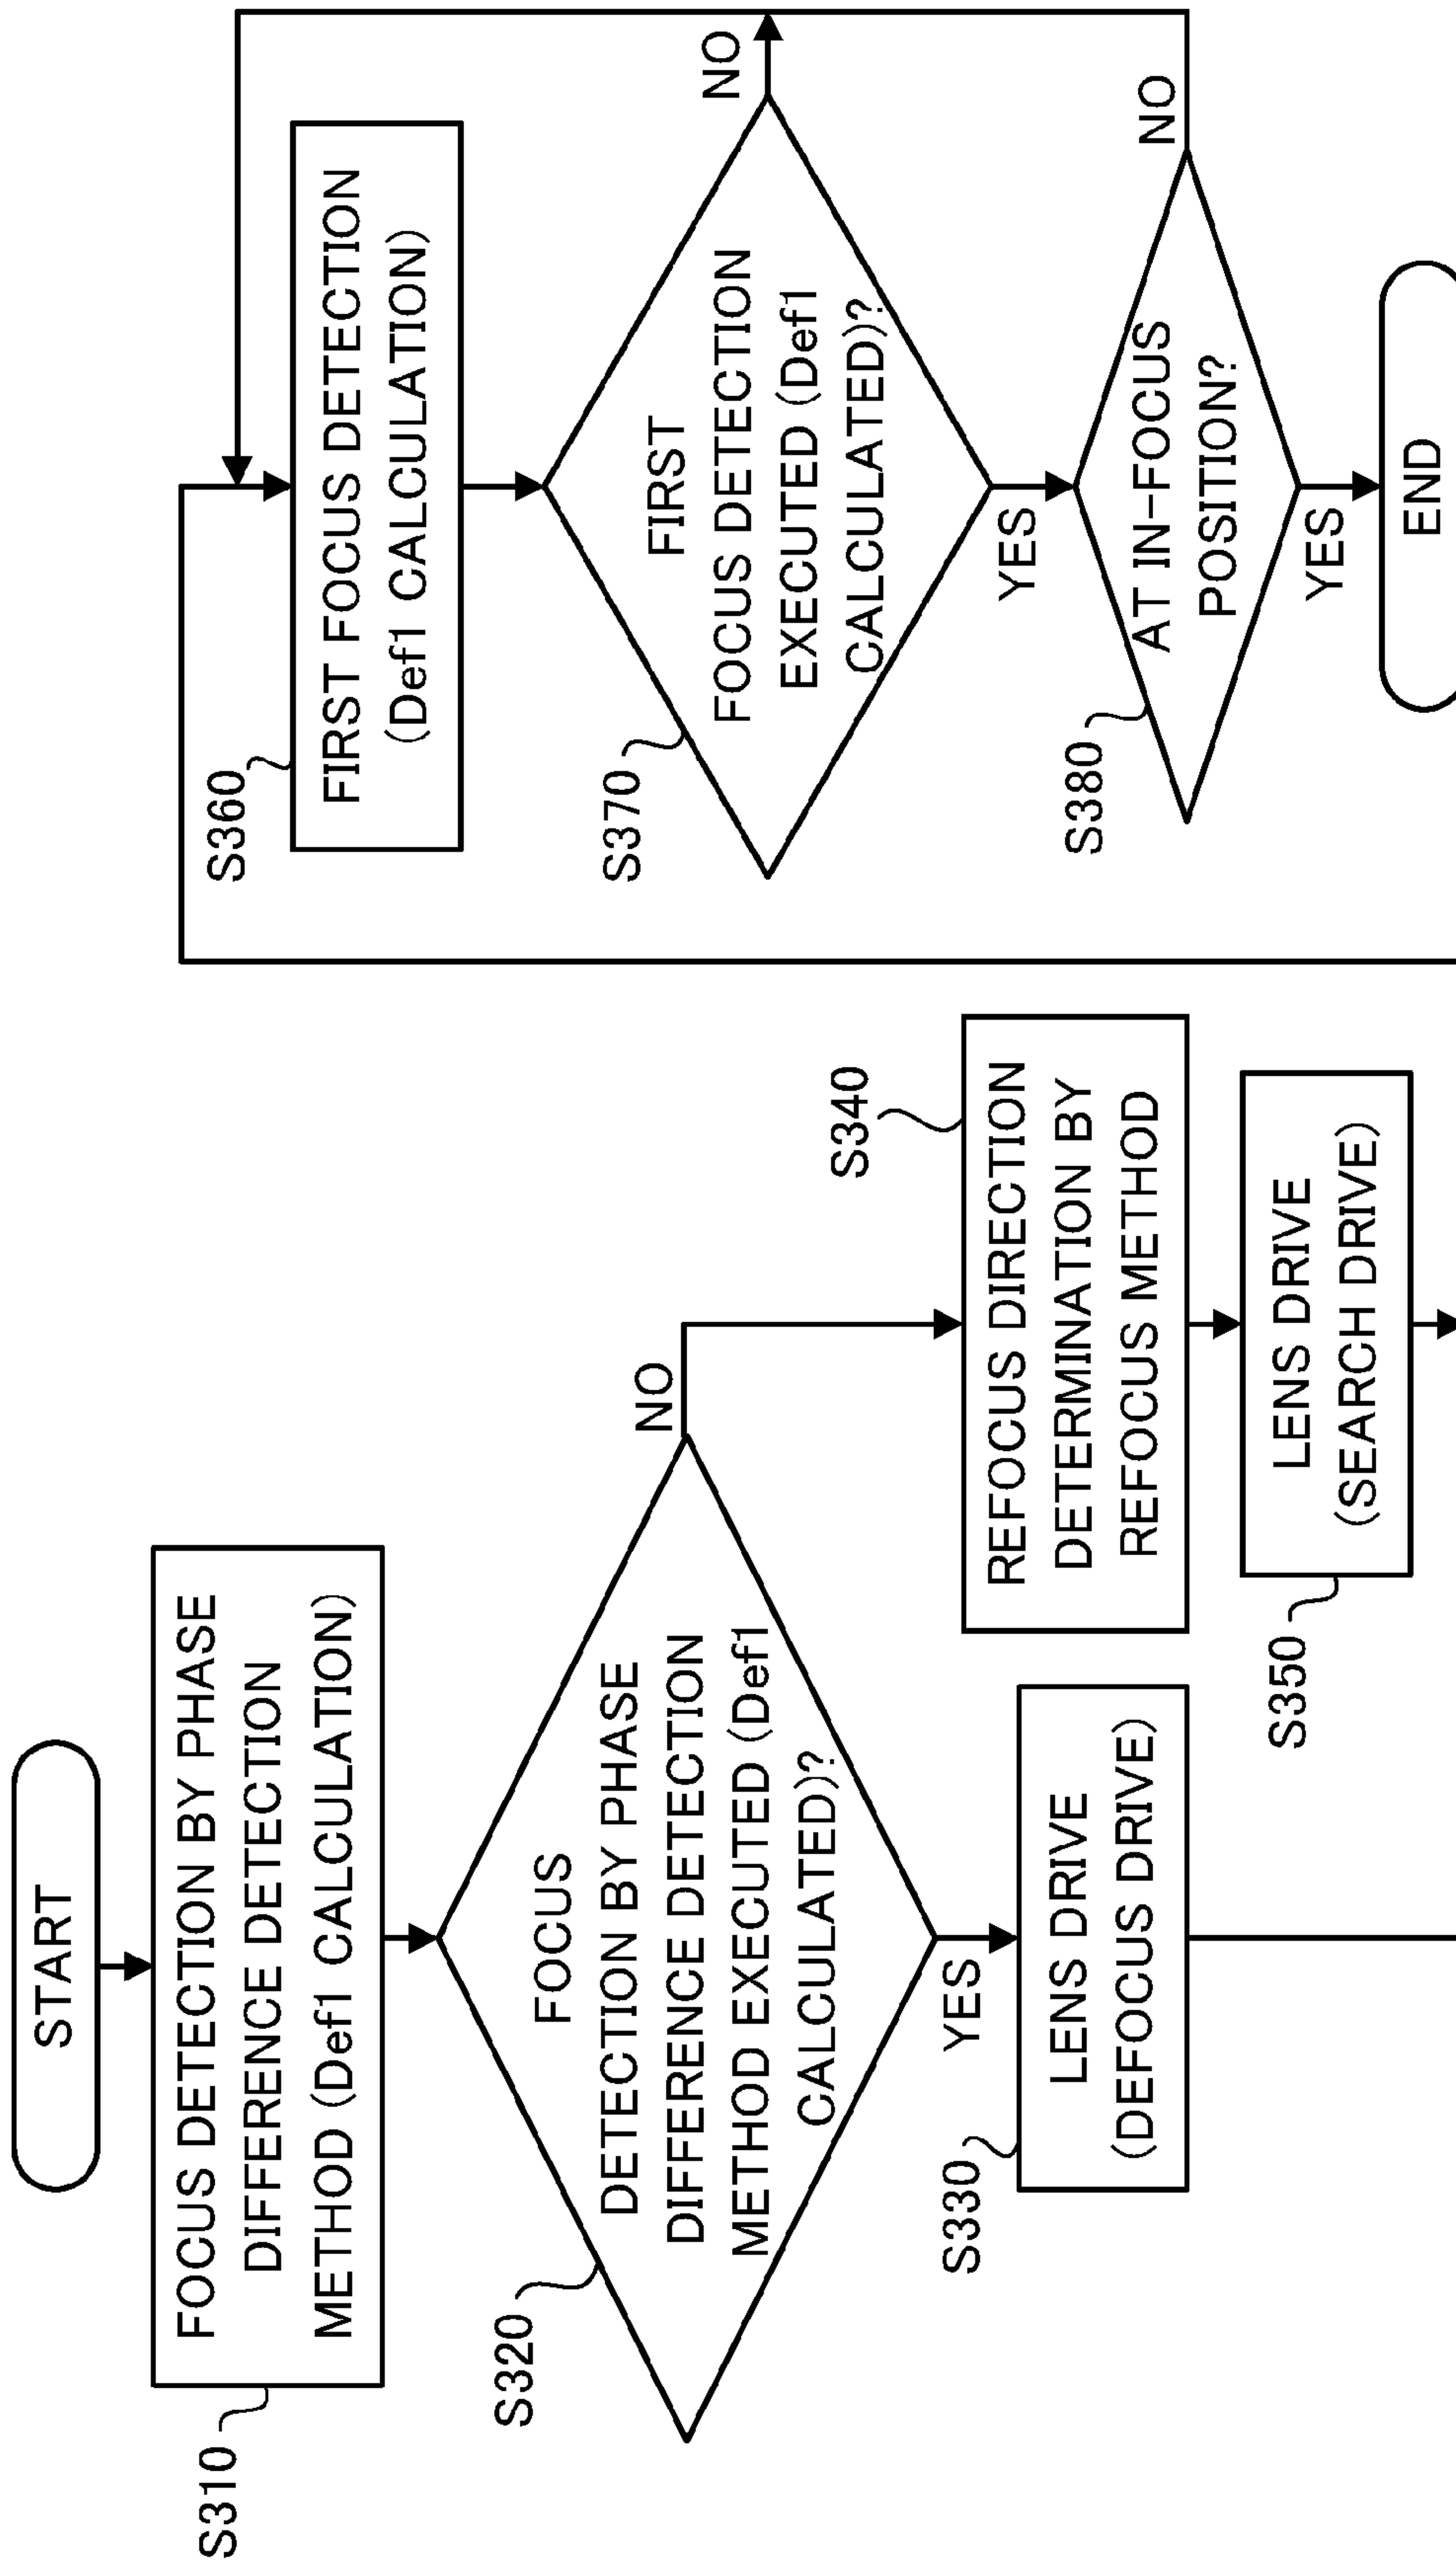 START
S310
FOCUS DETECTION BY PHASE
DIFFERENCE DETECTION
METHOD (Def1 CALCULATION)
S320
FOCUS
DETECTION BY PHASE
DIFFERENCE DETECTION
METHOD EXECUTED (Def1
CALCULATED)?
NO
YES
S330
LENS DRIVE
(DEFOCUS DRIVE)
S340
REFOCUS DIRECTION
DETERMINATION BY
REFOCUS METHOD
S350
LENS DRIVE
(SEARCH DRIVE)
S360
FIRST FOCUS DETECTION
(Def1 CALCULATION)
S370
FIRST
FOCUS DETECTION
EXECUTED (Def1
CALCULATED)?
NO
YES
S380
AT IN-FOCUS
POSITION?
NO
YES
END